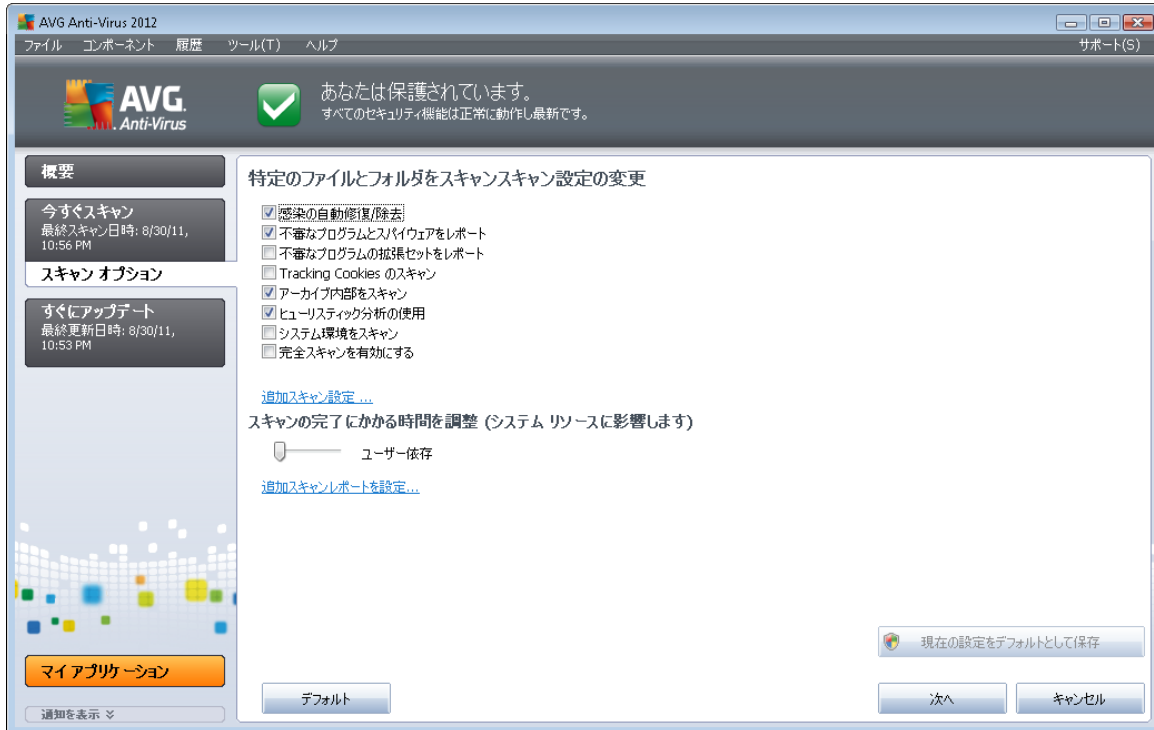 AVG Anti-Virus 2012
ファイル コンポーネント 履歴 ツール(T) ヘルプ サポート(S)
AVG.
Anti-Virus
あなたは保護されています。
すべてのセキュリティ機能は正常に動作し最新です。
概要
今すぐスキャン
最終スキャン日時: 8/30/11,
10:56 PM
スキャン オプション
すぐにアップデート
最終更新日時: 8/30/11,
10:53 PM
マイ アプリケーション
通知を表示
特定のファイルとフォルダをスキャンスキャン設定の変更
感染の自動修復/除去
不審なプログラムとスパイウェアをレポート
不審なプログラムの拡張セットをレポート
Tracking Cookies のスキャン
アーカイブ内部をスキャン
ヒューリスティック分析の使用
システム環境をスキャン
完全スキャンを有効にする
追加スキャン設定 ...
スキャンの完了にかかる時間を調整 (システム リソースに影響します)
ユーザー依存
追加スキャンレポートを設定...
現在の設定をデフォルトとして保存
デフォルト 次へ キャンセル